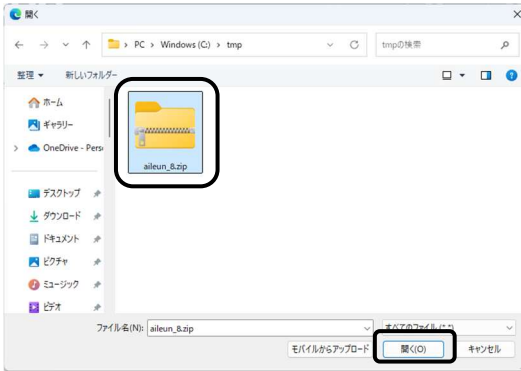 開く
PC > Windows (C:) > tmp
tmpの検索
整理 新しいフォルダー
ホーム
ギャラリー
OneDrive - Pers
aileun_8.zip
デスクトップ
ダウンロード
ドキュメント
ピクチャ
ミュージック
ビデオ
ファイル名(N): aileun_8.zip すべてのファイル (*.*)
モバイルからアップロード 開く(O) キャンセル